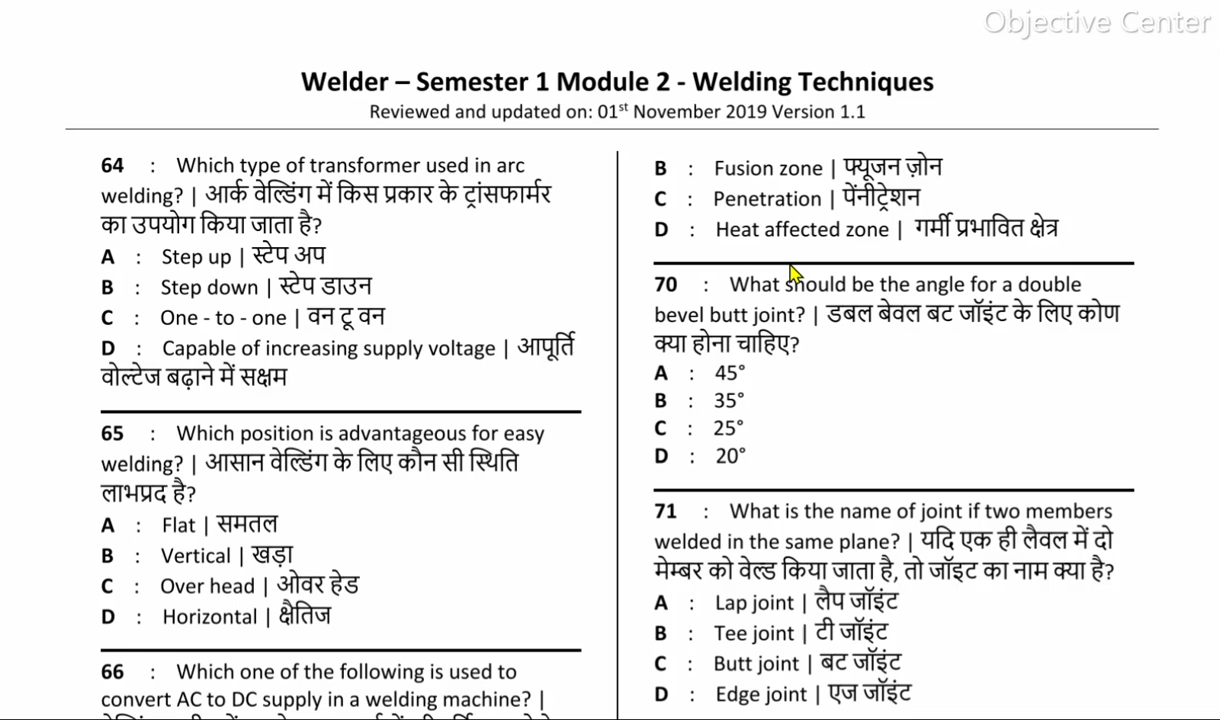 Objective Center
Welder – Semester 1 Module 2 - Welding Techniques
Reviewed and updated on: 01st November 2019 Version 1.1
64 : Which type of transformer used in arc
welding? | आर्क वेल्डिंग में किस प्रकार के ट्रांसफार्मर
का उपयोग किया जाता है?
A : Step up | स्टेप अप
B : Step down | स्टेप डाउन
C : One - to - one | वन टू वन
D : Capable of increasing supply voltage | आपूर्ति
वोल्टेज बढ़ाने में सक्षम
65 : Which position is advantageous for easy
welding? | आसान वेल्डिंग के लिए कौन सी स्थिति
लाभप्रद है?
A : Flat | समतल
B : Vertical | खड़ा
C : Over head | ओवर हेड
D : Horizontal | क्षैतिज
66 : Which one of the following is used to
convert AC to DC supply in a welding machine? |
B : Fusion zone | फ्यूजन ज़ोन
C : Penetration | पेंनीट्रेशन
D : Heat affected zone | गर्मी प्रभावित क्षेत्र
70 : What should be the angle for a double
bevel butt joint? | डबल बेवल बट जॉइंट के लिए कोण
क्या होना चाहिए?
A : 45°
B : 35°
C : 25°
D : 20°
71 : What is the name of joint if two members
welded in the same plane? | यदि एक ही लैवल में दो
मेम्बर को वेल्ड किया जाता है, तो जॉइट का नाम क्या है?
A : Lap joint | लैप जॉइंट
B : Tee joint | टी जॉइंट
C : Butt joint | बट जॉइंट
D : Edge joint | एज जॉइंट